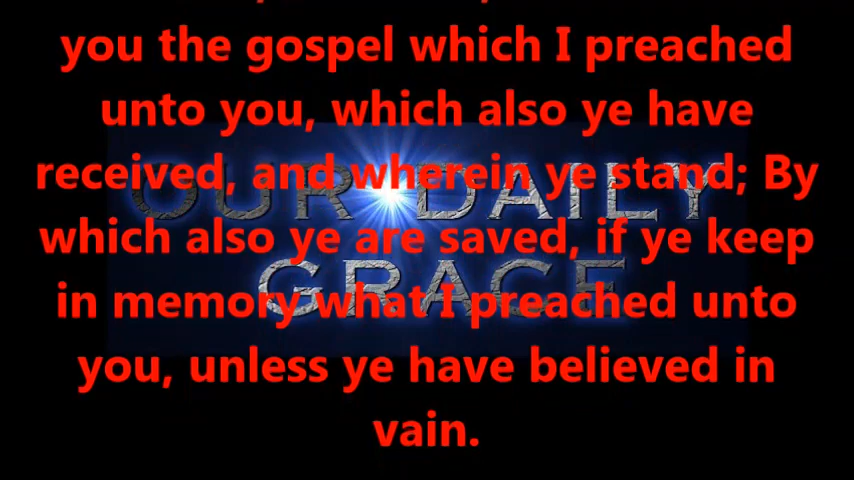 you the gospel which I preached
unto you, which also ye have
received, and wherein ye stand; By
which also ye are saved, if ye keep
in memory what I preached unto
you, unless ye have believed in
vain.
OUR DAILY
GRACE